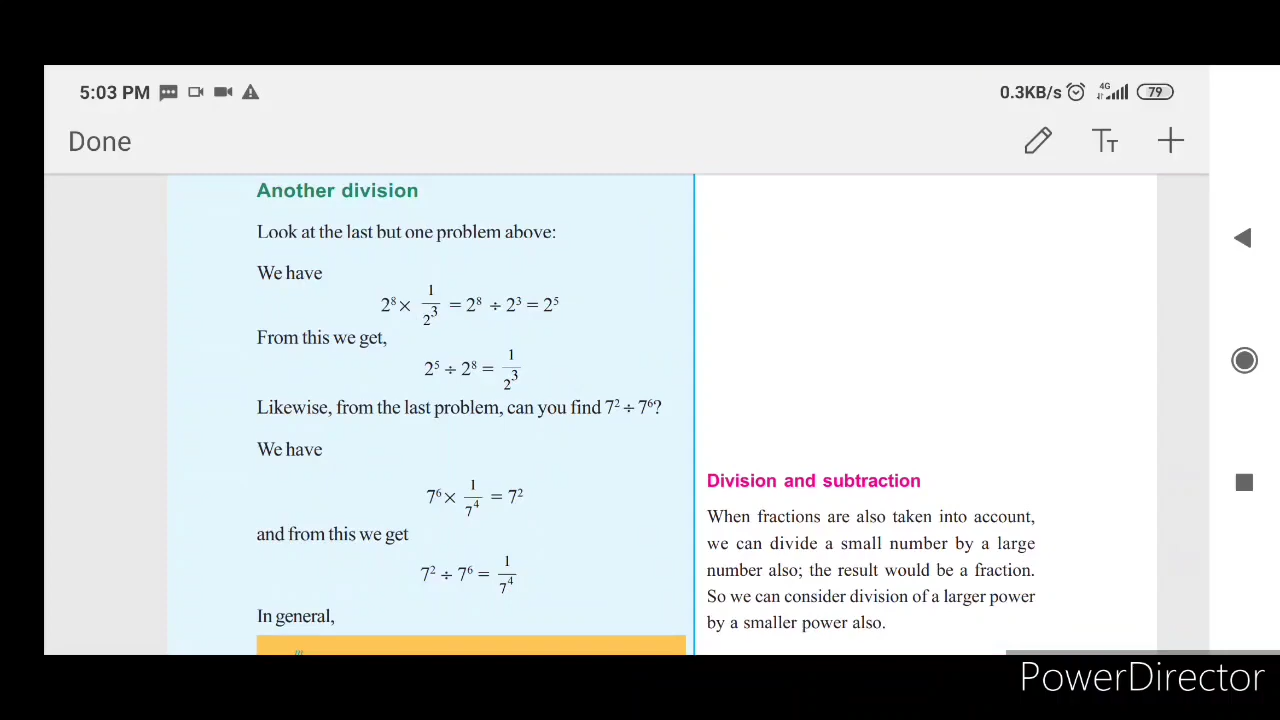 5:03 PM 0.3KB/s 4G 79
Done TT
Another division
Look at the last but one problem above:
We have
2⁸ × 1/2³ = 2⁸ ÷ 2³ = 2⁵
From this we get,
2⁵ ÷ 2⁸ = 1/2³
Likewise, from the last problem, can you find 7² ÷ 7⁶?
We have
7⁶ × 1/7⁴ = 7²
and from this we get
7² ÷ 7⁶ = 1/7⁴
In general,
Division and subtraction
When fractions are also taken into account,
we can divide a small number by a large
number also; the result would be a fraction.
So we can consider division of a larger power
by a smaller power also.
PowerDirector